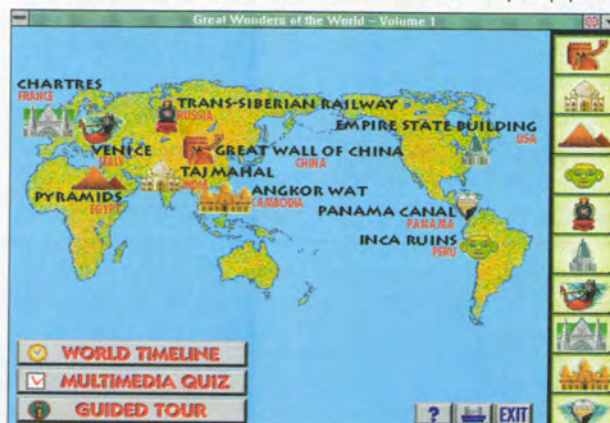 Great Wonders of the World - Volume 1
CHARTRES
FRANCE
TRANS-SIBERIAN RAILWAY
RUSSIA
EMPIRE STATE BUILDING
USA
VENICE
ITALY
GREAT WALL OF CHINA
CHINA
TAJ MAHAL
INDIA
PYRAMIDS
EGYPT
ANGKOR WAT
CAMBODIA
PANAMA CANAL
PANAMA
INCA RUINS
PERU
WORLD TIMELINE
MULTIMEDIA QUIZ
GUIDED TOUR
? EXIT